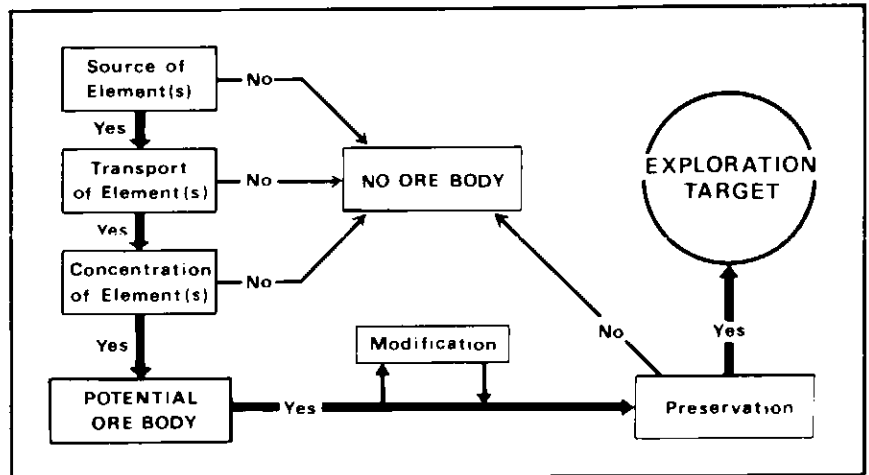 Source of
Element(s)
No
Yes
Transport
of Element(s)
No
NO ORE BODY
EXPLORATION
TARGET
Yes
Concentration
of Element(s)
No
Yes
Modification
No
Yes
POTENTIAL
ORE BODY
Yes
Preservation